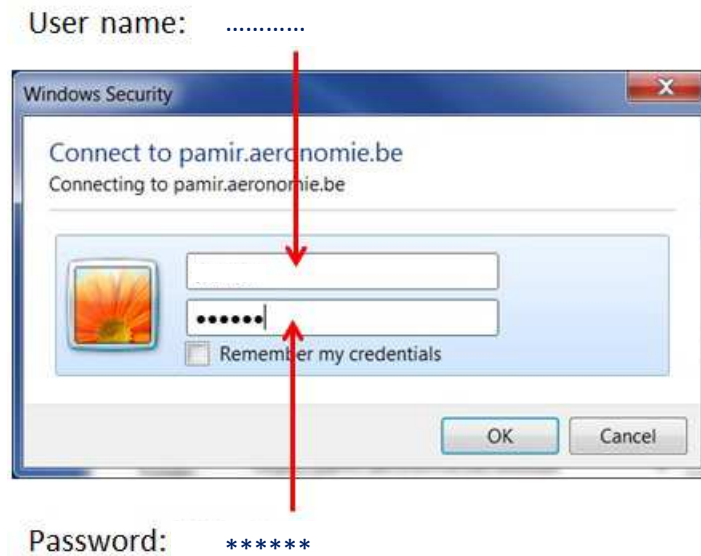 User name: ............
Windows Security
Connect to pamir.aeronomie.be
Connecting to pamir.aeronomie.be
●●●●●●
Remember my credentials
OK Cancel
Password: ******